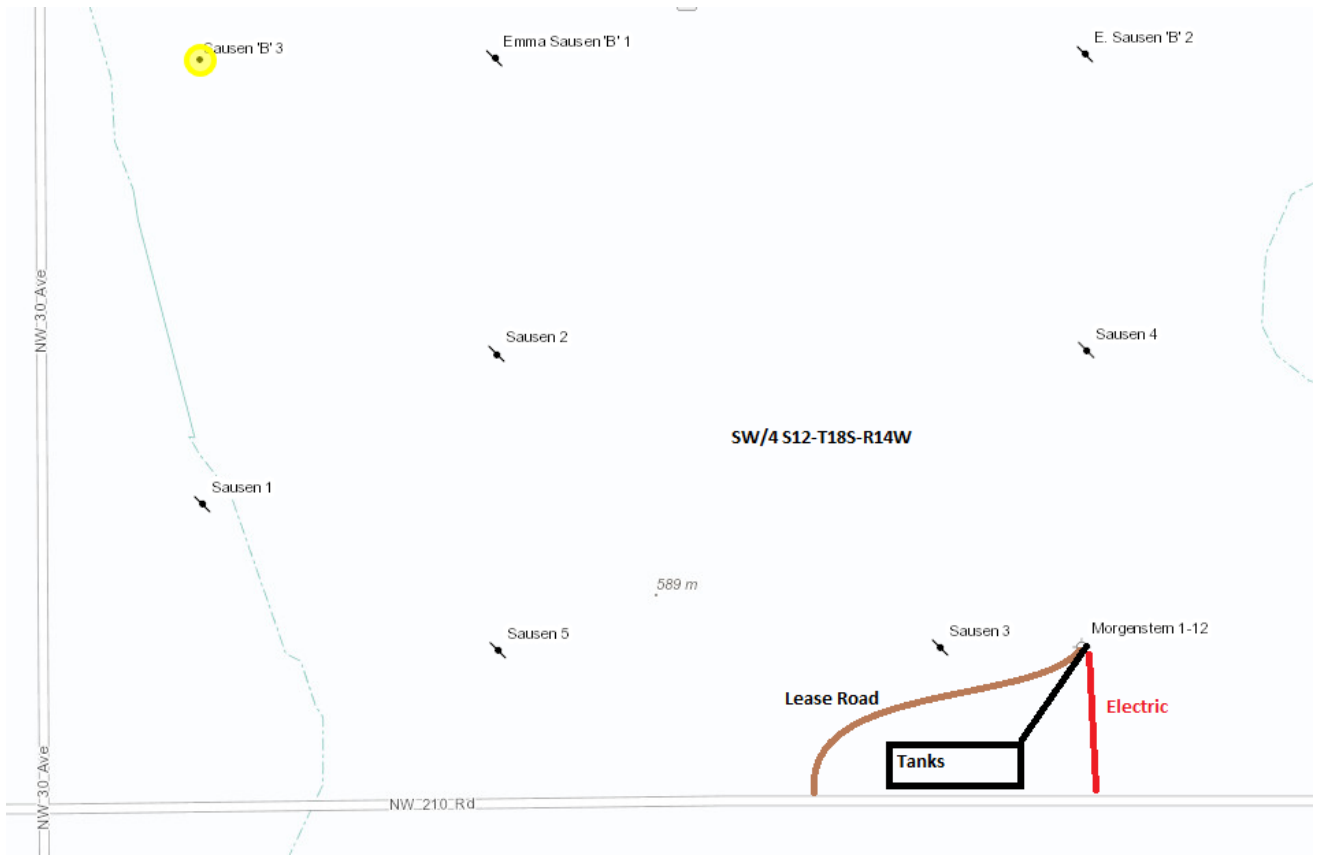 Sausen 'B' 3
Emma Sausen 'B' 1
E. Sausen 'B' 2
NW 30 Ave
Sausen 2
Sausen 4
SW/4 S12-T18S-R14W
Sausen 1
589 m
Sausen 5
Sausen 3
Morgenstern 1-12
Lease Road
Electric
Tanks
NW 30 Ave
NW 210 Rd